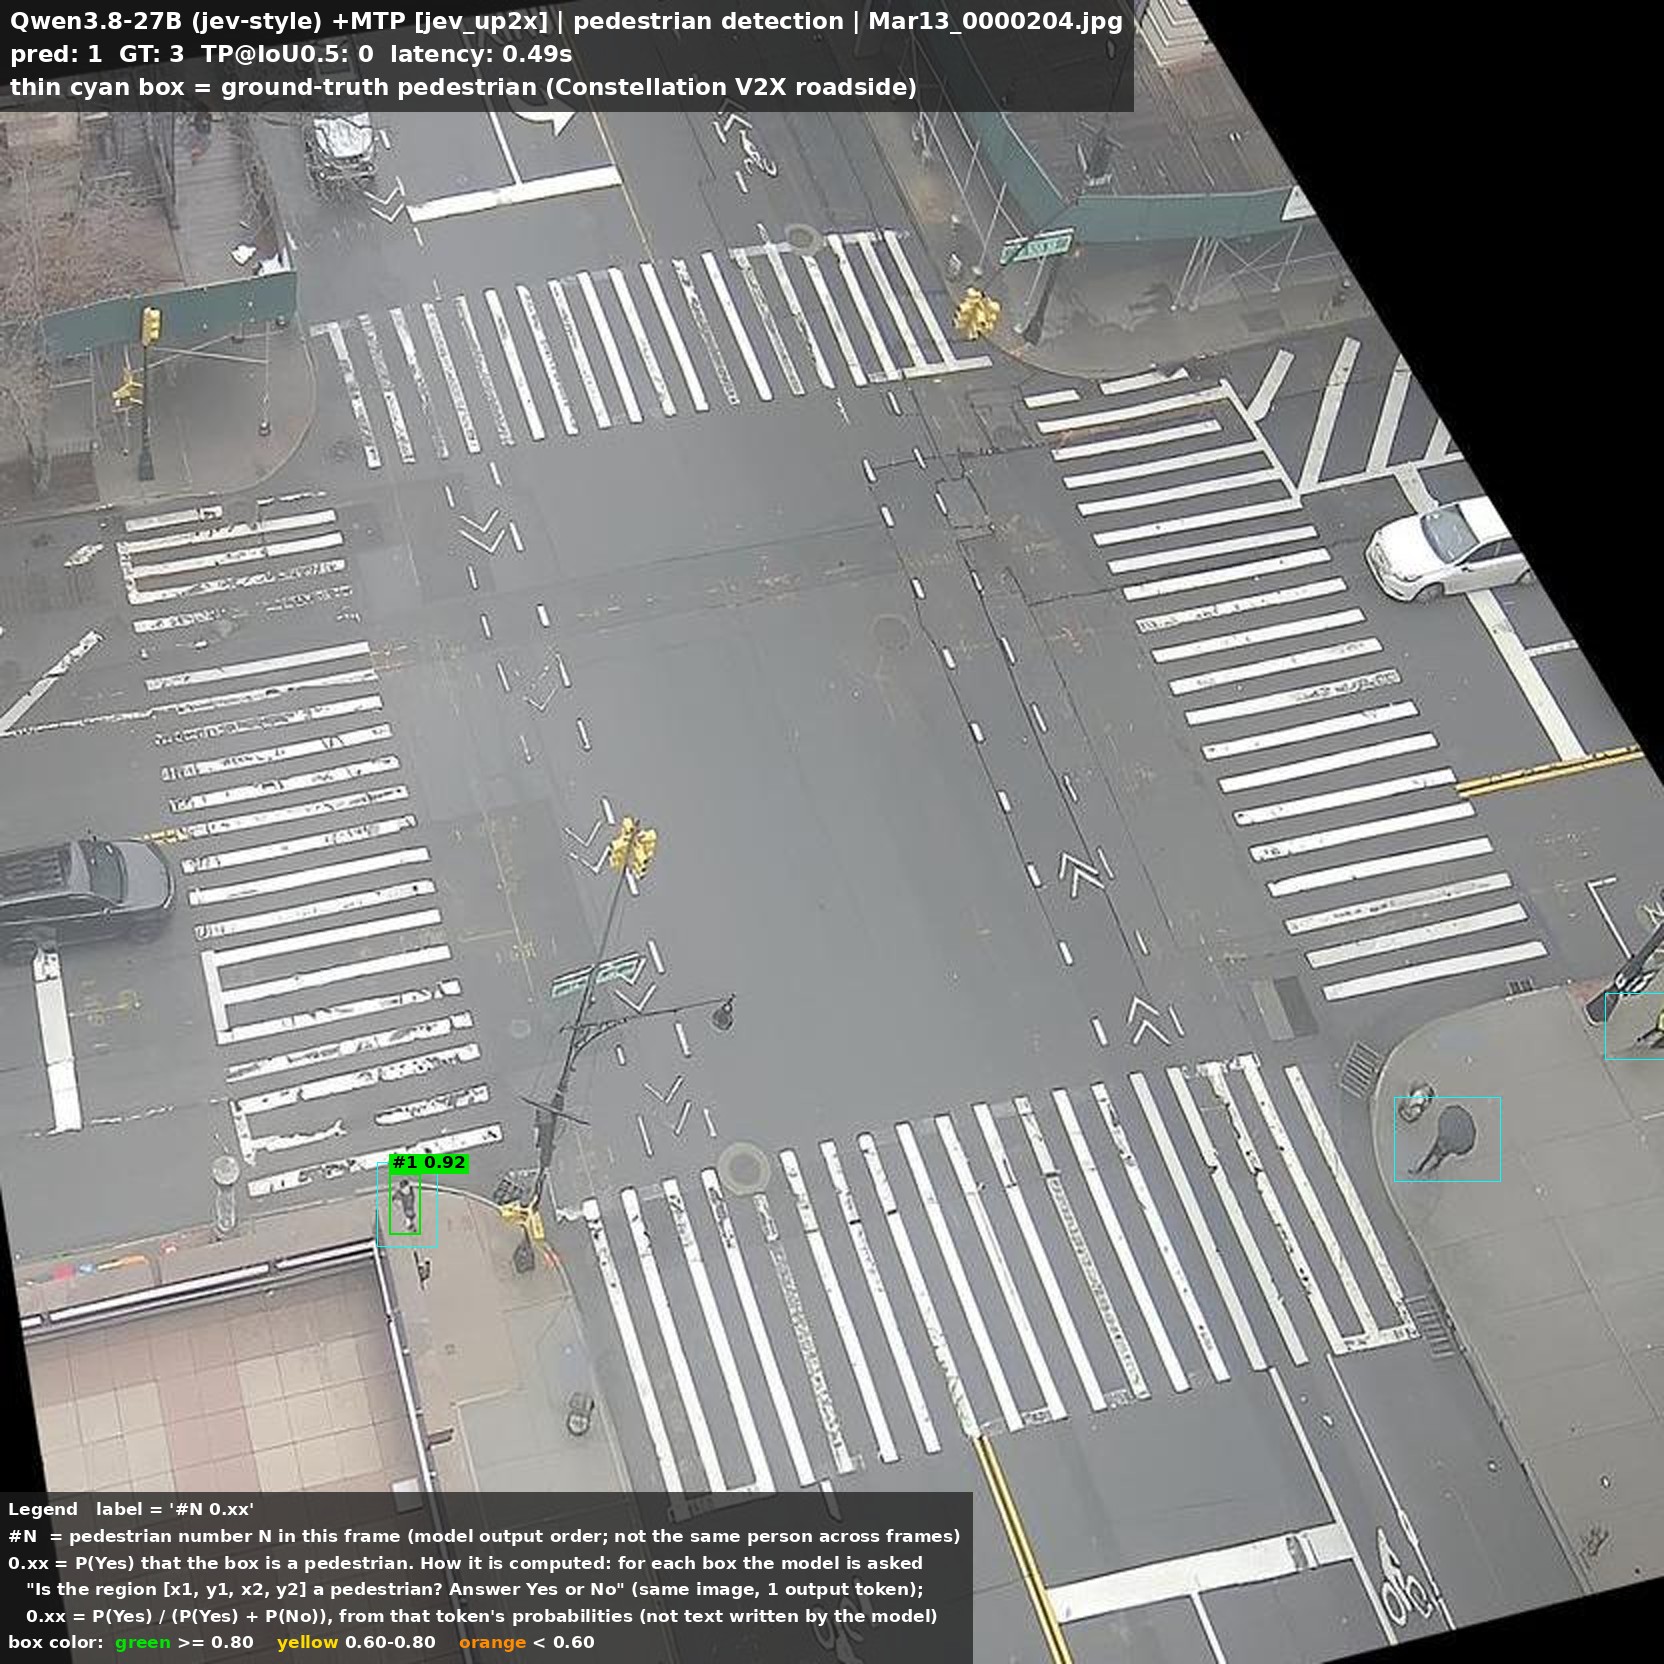 Qwen3.8-27B (jev-style) +MTP [jev_up2x] | pedestrian detection | Mar13_0000204.jpg
pred: 1  GT: 3  TP@IoU0.5: 0  latency: 0.49s
thin cyan box = ground-truth pedestrian (Constellation V2X roadside)
#1 0.92
Legend   label = '#N 0.xx'
#N  = pedestrian number N in this frame (model output order; not the same person across frames)
0.xx = P(Yes) that the box is a pedestrian. How it is computed: for each box the model is asked
"Is the region [x1, y1, x2, y2] a pedestrian? Answer Yes or No" (same image, 1 output token);
0.xx = P(Yes) / (P(Yes) + P(No)), from that token's probabilities (not text written by the model)
box color:  green >= 0.80    yellow 0.60-0.80    orange < 0.60